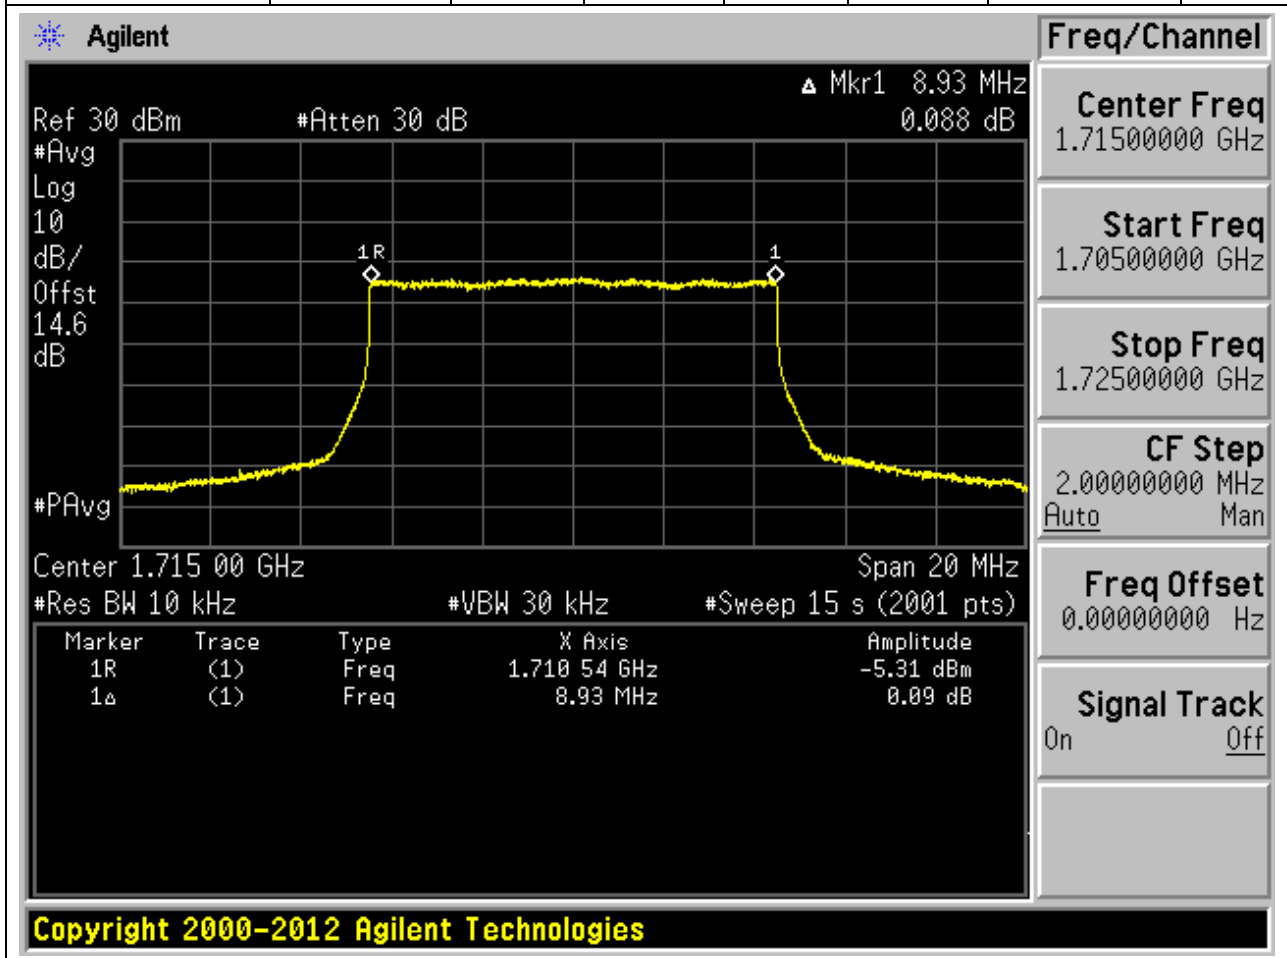 Agilent
Freq/Channel
Δ Mkr1 8.93 MHz
Ref 30 dBm #Atten 30 dB 0.088 dB
#Avg
Log
10
dB/
Offst
14.6
dB
1R
1
#PAvg
Center 1.715 00 GHz Span 20 MHz
#Res BW 10 kHz #VBW 30 kHz #Sweep 15 s (2001 pts)
Marker Trace Type X Axis Amplitude
1R (1) Freq 1.710 54 GHz -5.31 dBm
1Δ (1) Freq 8.93 MHz 0.09 dB
Center Freq
1.71500000 GHz
Start Freq
1.70500000 GHz
Stop Freq
1.72500000 GHz
CF Step
2.00000000 MHz
Auto Man
Freq Offset
0.00000000 Hz
Signal Track
On Off
Copyright 2000-2012 Agilent Technologies